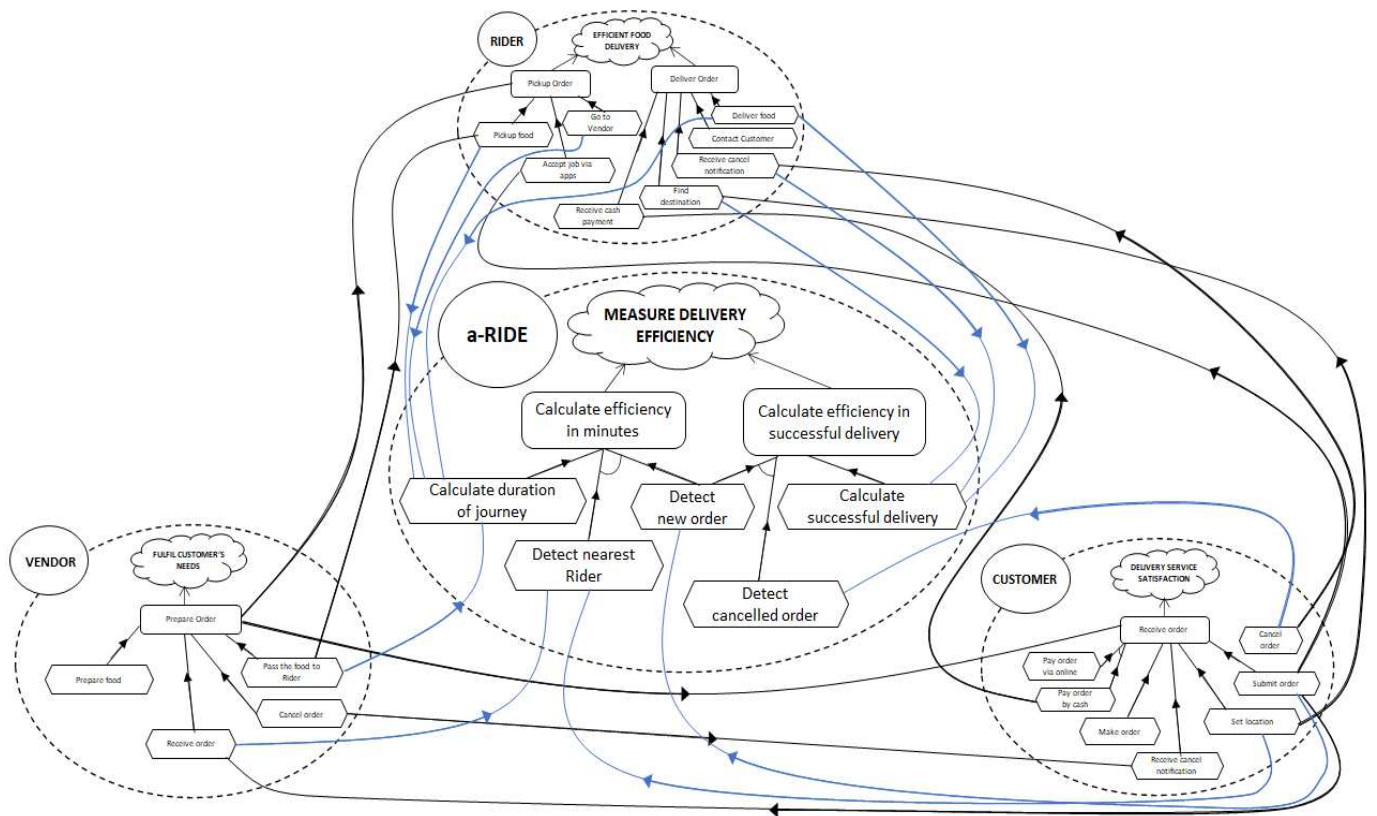 RIDER
EFFICIENT FOOD
DELIVERY
Pickup Order
Deliver Order
Pickup food
Go to
Vendor
Deliver food
Contact Customer
Accept job via
apps
Receive cancel
notification
Find
destination
Receive cash
payment
a-RIDE
MEASURE DELIVERY
EFFICIENCY
Calculate efficiency
in minutes
Calculate efficiency in
successful delivery
Calculate duration
of journey
Detect
new order
Calculate
successful delivery
Detect nearest
Rider
Detect
cancelled order
VENDOR
FULFIL CUSTOMER'S
NEEDS
Prepare Order
Prepare food
Pass the food to
Rider
Cancel order
Receive order
CUSTOMER
DELIVERY SERVICE
SATISFACTION
Receive order
Cancel
order
Pay order
via online
Submit order
Pay order
by cash
Set location
Make order
Receive cancel
notification